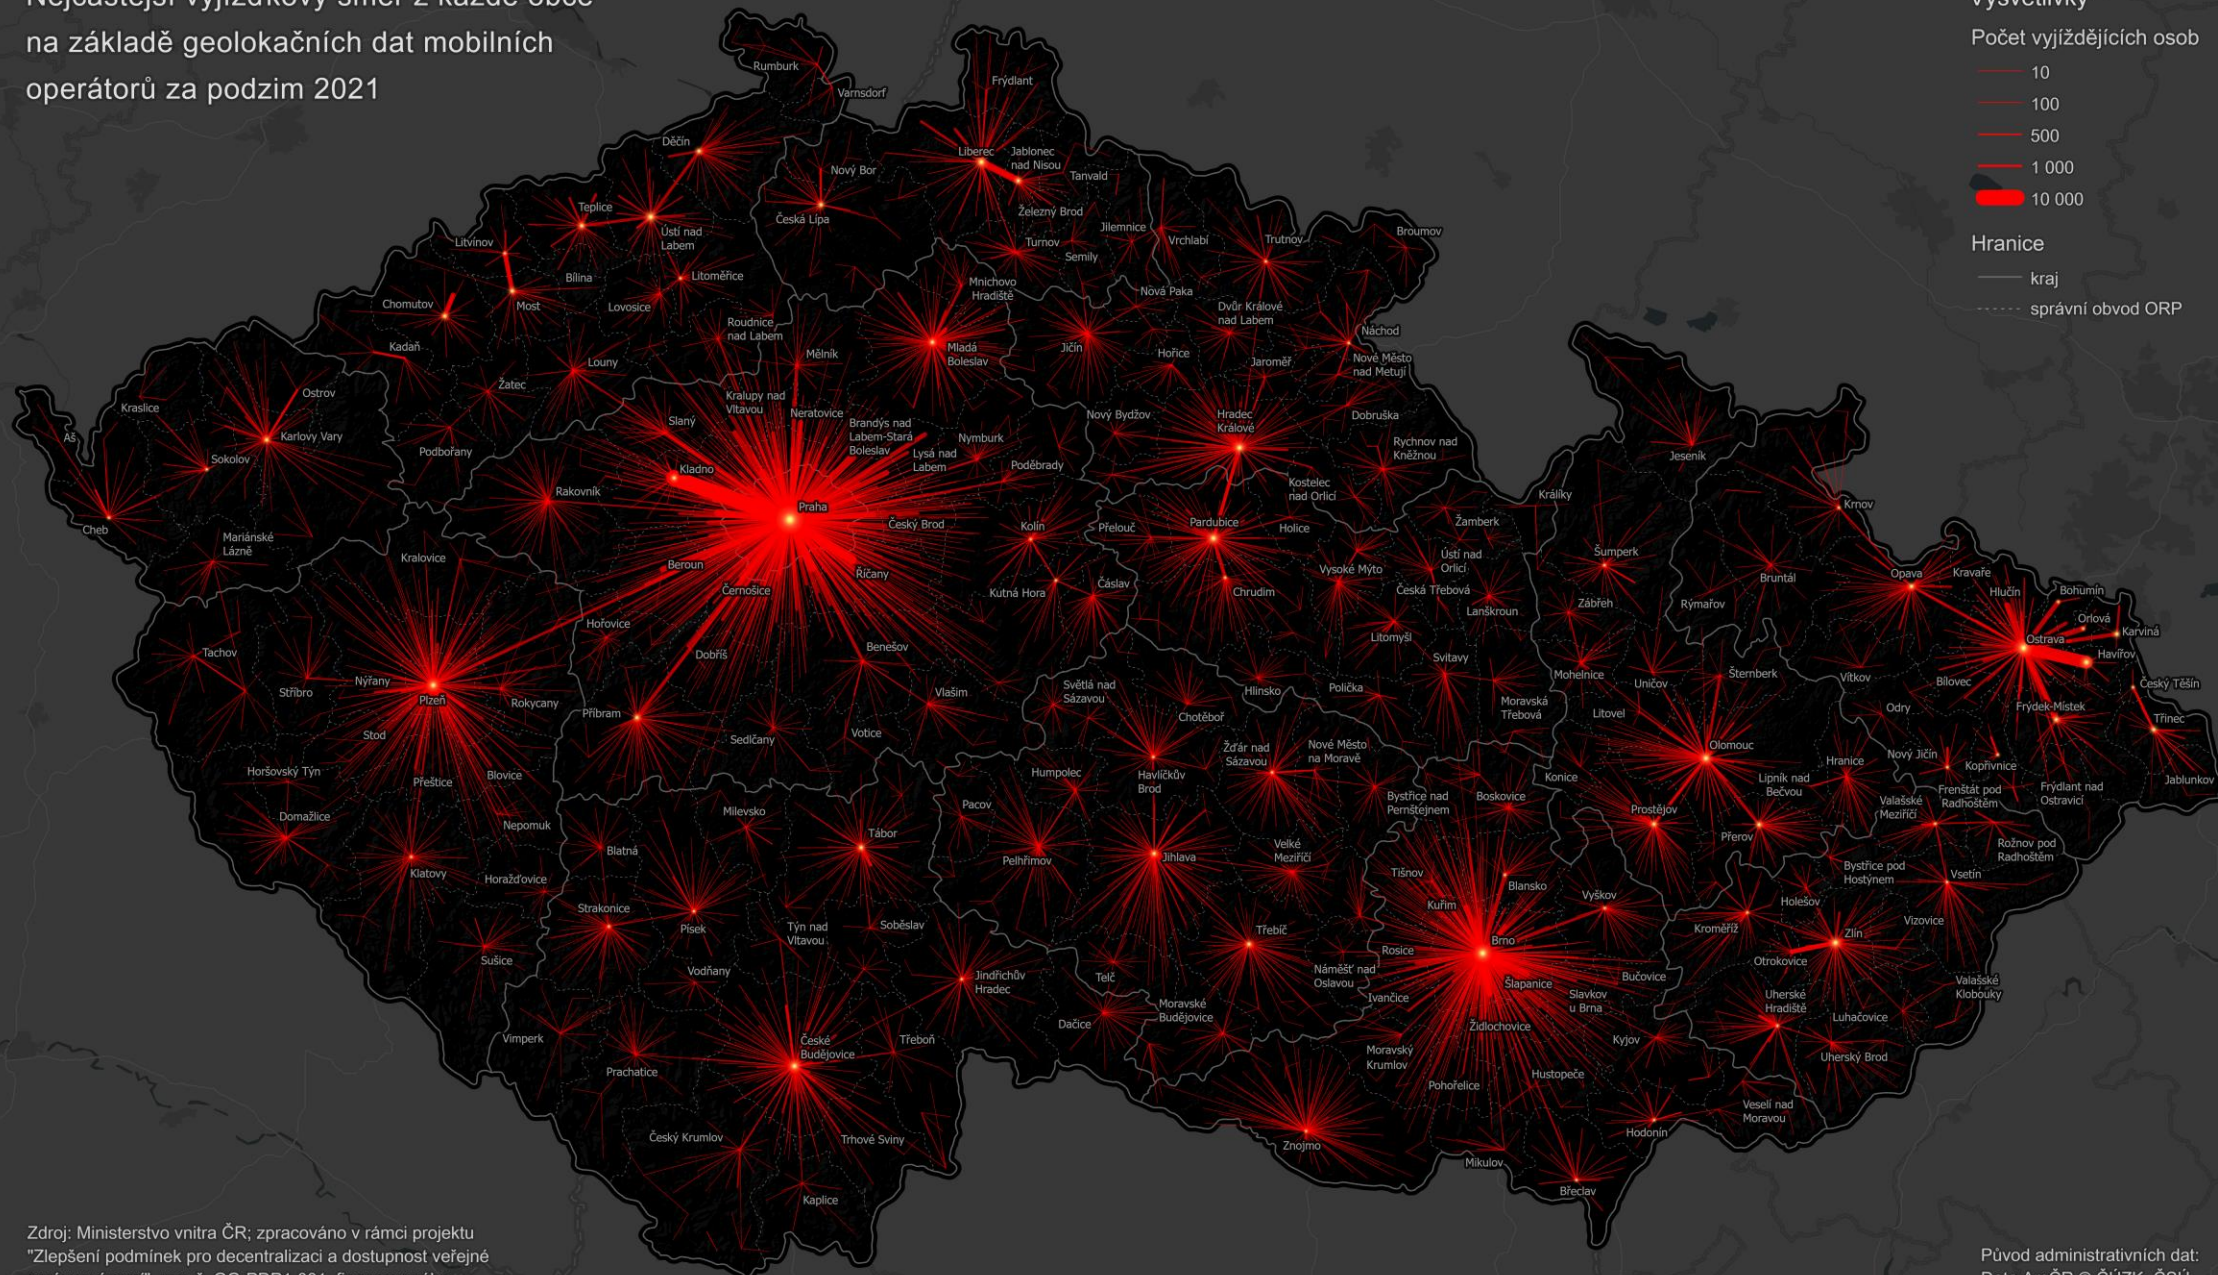 Nejčastější vyjížďkový směr z každé obce
na základě geolokačních dat mobilních
operátorů za podzim 2021
Vysvětlivky
Počet vyjíždějících osob
10
100
500
1 000
10 000
Hranice
kraj
správní obvod ORP
Rumburk
Varnsdorf
Frýdlant
Děčín
Nový Bor
Liberec
Jablonec
nad Nisou
Tanvald
Teplice
Česká Lípa
Železný Brod
Ústí nad
Labem
Litvínov
Jilemnice
Vrchlabí
Trutnov
Broumov
Turnov
Semily
Bílina
Litoměřice
Mnichovo
Hradiště
Nová Paka
Chomutov
Most
Lovosice
Dvůr Králové
nad Labem
Roudnice
nad Labem
Náchod
Kadaň
Mladá
Boleslav
Jičín
Hořice
Jaroměř
Nové Město
nad Metují
Mělník
Louny
Žatec
Ostrov
Kraslice
Kralupy nad
Vltavou
Neratovice
Nový Bydžov
Hradec
Králové
Dobruška
Slaný
Brandýs nad
Labem-Stará
Boleslav
Nymburk
Lysá nad
Labem
Aš
Karlovy Vary
Sokolov
Podbořany
Rychnov nad
Kněžnou
Jeseník
Kladno
Poděbrady
Rakovník
Kostelec
nad Orlicí
Králíky
Praha
Český Brod
Kolín
Přelouč
Pardubice
Holice
Žamberk
Krnov
Cheb
Mariánské
Lázně
Kralovice
Beroun
Říčany
Černošice
Kutná Hora
Čáslav
Chrudim
Vysoké Mýto
Ústí nad
Orlicí
Česká Třebová
Lanškroun
Šumperk
Zábřeh
Bruntál
Rýmařov
Opava
Kravaře
Hlučín
Bohumín
Orlová
Karviná
Ostrava
Havířov
Hořovice
Litomyšl
Tachov
Dobříš
Benešov
Svitavy
Mohelnice
Uničov
Šternberk
Vítkov
Bílovec
Český Těšín
Stříbro
Nýřany
Plzeň
Rokycany
Příbram
Vlašim
Světlá nad
Sázavou
Hlinsko
Polička
Moravská
Třebová
Litovel
Odry
Frýdek-Místek
Třinec
Stod
Sedlčany
Votice
Chotěboř
Olomouc
Horšovský Týn
Přeštice
Blovice
Humpolec
Havlíčkův
Brod
Žďár nad
Sázavou
Nové Město
na Moravě
Konice
Hranice
Nový Jičín
Kopřivnice
Jablunkov
Lipník nad
Bečvou
Frenštát pod
Radhoštěm
Frýdlant nad
Ostravicí
Domažlice
Nepomuk
Milevsko
Pacov
Bystřice nad
Pernštejnem
Boskovice
Prostějov
Přerov
Valašské
Meziříčí
Tábor
Blatná
Pelhřimov
Jihlava
Velké
Meziříčí
Rožnov pod
Radhoštěm
Klatovy
Horažďovice
Tišnov
Blansko
Vyškov
Bystřice pod
Hostýnem
Vsetín
Strakonice
Písek
Týn nad
Vltavou
Soběslav
Kuřim
Holešov
Kroměříž
Vizovice
Třebíč
Brno
Zlín
Sušice
Vodňany
Jindřichův
Hradec
Telč
Náměšť nad
Oslavou
Rosice
Šlapanice
Bučovice
Otrokovice
Ivančice
Slavkov
u Brna
Valašské
Klobouky
Uherské
Hradiště
Luhačovice
Moravské
Budějovice
Dačice
Židlochovice
Vimperk
České
Budějovice
Třeboň
Kyjov
Uherský Brod
Moravský
Krumlov
Prachatice
Pohořelice
Hustopeče
Veselí nad
Moravou
Český Krumlov
Trhové Sviny
Znojmo
Hodonín
Mikulov
Břeclav
Kaplice
Zdroj: Ministerstvo vnitra ČR; zpracováno v rámci projektu
"Zlepšení podmínek pro decentralizaci a dostupnost veřejné
Původ administrativních dat: